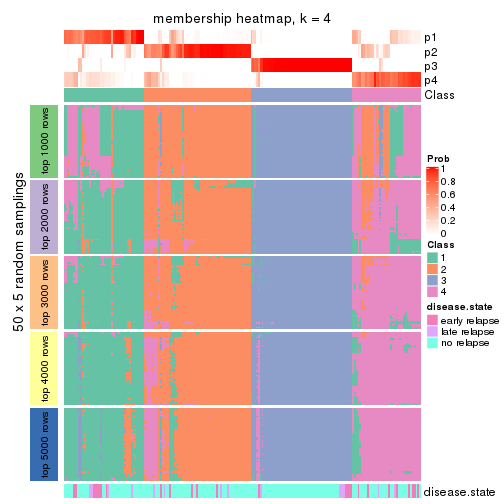 membership heatmap, k = 4
p1
p2
p3
p4
Class
50 x 5 random samplings
top 1000 rows
top 2000 rows
top 3000 rows
top 4000 rows
top 5000 rows
disease.state
Prob
1
0.8
0.6
0.4
0.2
0
Class
1
2
3
4
disease.state
early relapse
late relapse
no relapse